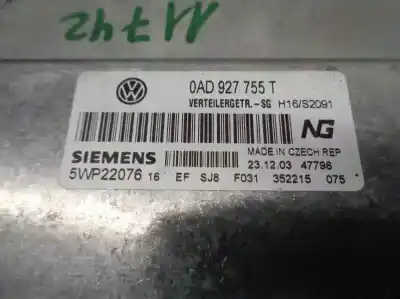 11742
0AD 927 755 T
VERTEILERGETR.-SG H16/S2091
NG
MADE IN CZECH REP
SIEMENS 23.12.03 47796
5WP22076 16 EF SJ8 F031 352215 075